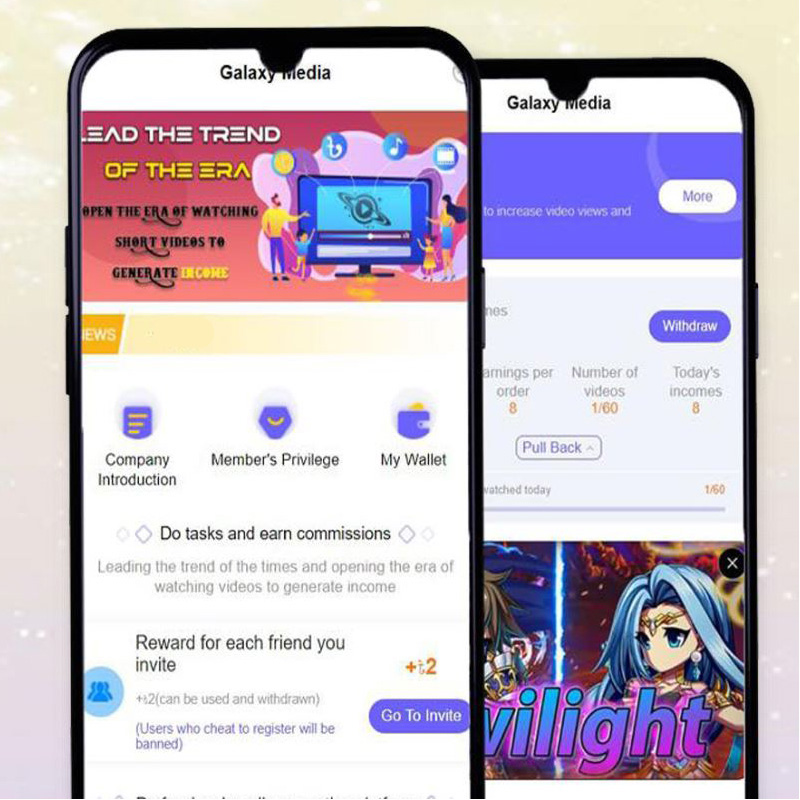 Galaxy Media
LEAD THE TREND
OF THE ERA
OPEN THE ERA OF WATCHING
SHORT VIDEOS TO
GENERATE INCOME
NEWS
Company
Introduction
Member's Privilege
My Wallet
Do tasks and earn commissions
Leading the trend of the times and opening the era of
watching videos to generate income
Reward for each friend you
invite
+৳2
+৳2(can be used and withdrawn)
(Users who cheat to register will be
banned)
Go To Invite
Galaxy Media
More
to increase video views and
Withdraw
Number of
videos
1/60
Today's
incomes
8
earnings per
order
8
Pull Back
watched today
1/60